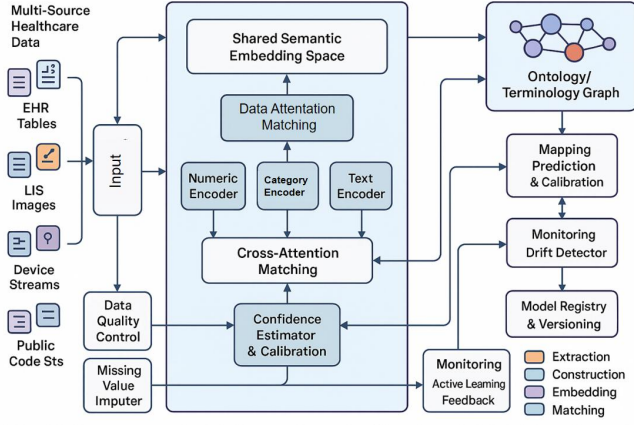 Multi-Source
Healthcare
Data
EHR
Tables
LIS
Images
Device
Streams
Public
Code Sts
Input
Data
Quality
Control
Missing
Value
Imputer
Shared Semantic
Embedding Space
Data Attentation
Matching
Numeric
Encoder
Category
Encoder
Text
Encoder
Cross-Attention
Matching
Confidence
Estimator
& Calibration
Ontology/
Terminology Graph
Mapping
Prediction
& Calibration
Monitoring
Drift Detector
Model Registry
& Versioning
Monitoring
Active Learning
Feedback
Extraction
Construction
Embedding
Matching